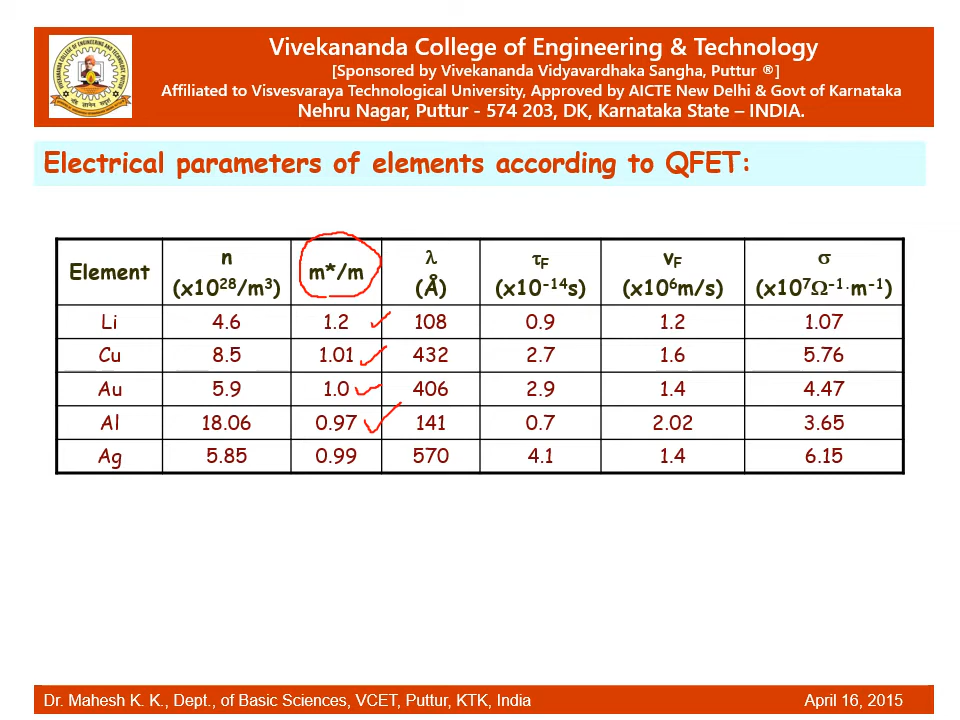 Vivekananda College of Engineering & Technology
[Sponsored by Vivekananda Vidyavardhaka Sangha, Puttur ®]
Affiliated to Visvesvaraya Technological University, Approved by AICTE New Delhi & Govt of Karnataka
Nehru Nagar, Puttur - 574 203, DK, Karnataka State – INDIA.
Electrical parameters of elements according to QFET:
Element n (x10²⁸/m³) m*/m λ (Å) τF (x10⁻¹⁴s) vF (x10⁶m/s) σ (x10⁷Ω⁻¹·m⁻¹)
Li 4.6 1.2 108 0.9 1.2 1.07
Cu 8.5 1.01 432 2.7 1.6 5.76
Au 5.9 1.0 406 2.9 1.4 4.47
Al 18.06 0.97 141 0.7 2.02 3.65
Ag 5.85 0.99 570 4.1 1.4 6.15
Dr. Mahesh K. K., Dept., of Basic Sciences, VCET, Puttur, KTK, India April 16, 2015